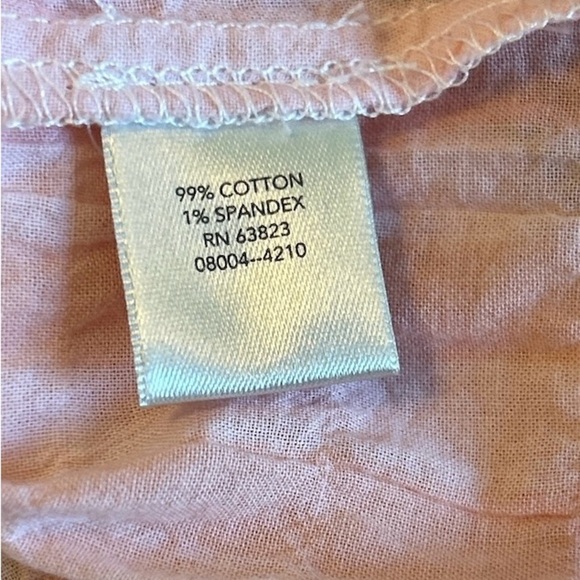 99% COTTON
1% SPANDEX
RN 63823
08004--4210